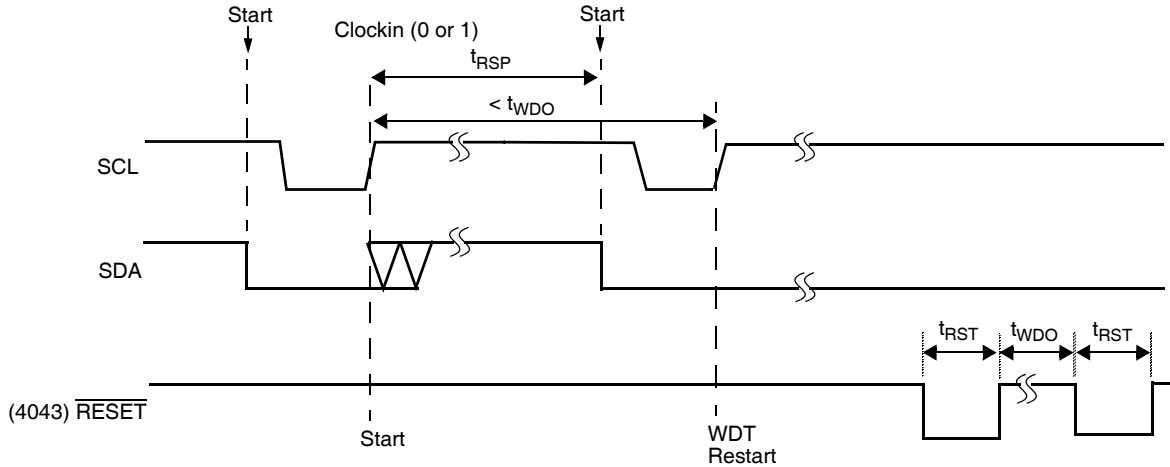 Start
Start
Clockin (0 or 1)
tRSP
< tWDO
SCL
SDA
tRST
tWDO
tRST
(4043) RESET
Start
WDT
Restart